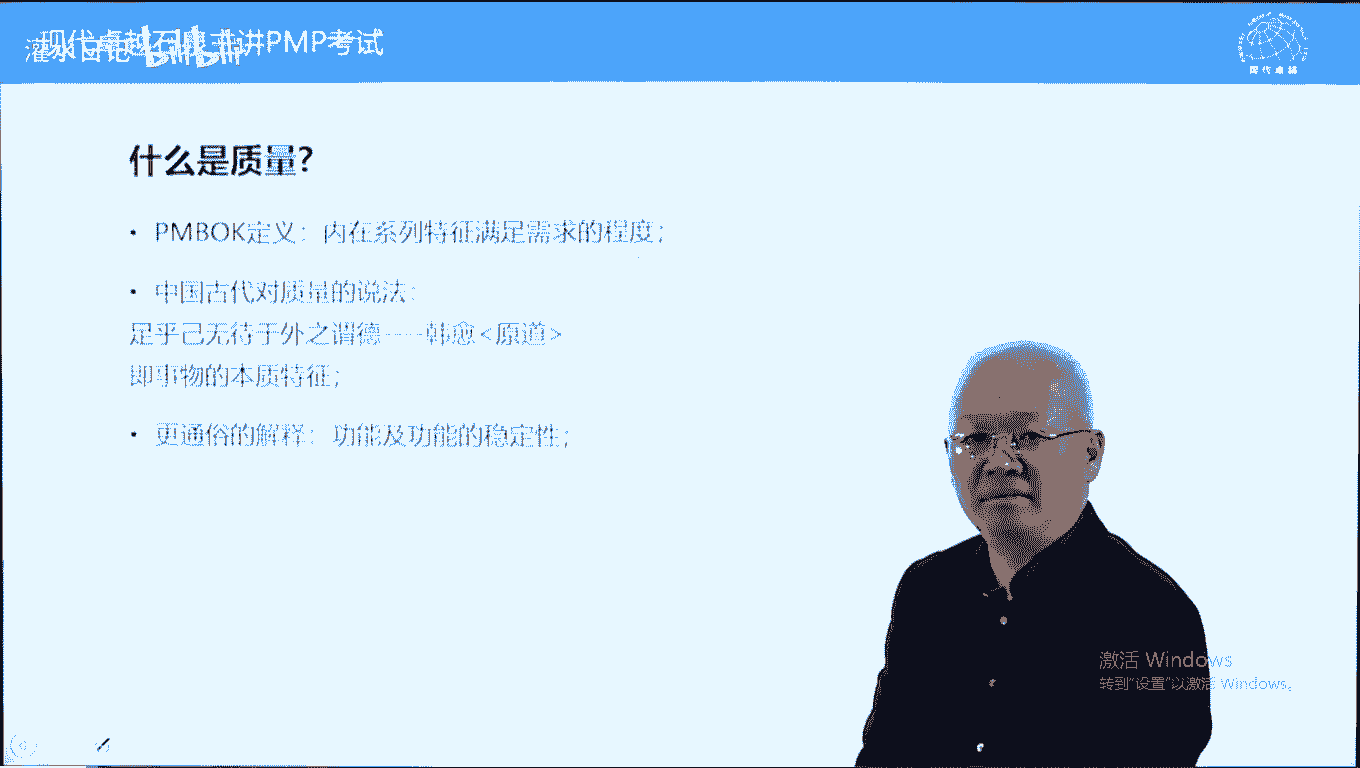 现代卓越石泉主讲PMP考试
bilibili
现代卓越
什么是质量?
• PMBOK定义：内在系列特征满足需求的程度；
• 中国古代对质量的说法：
足乎己无待于外之谓德——韩愈<原道>
即事物的本质特征；
• 更通俗的解释：功能及功能的稳定性；
激活 Windows
转到“设置”以激活 Windows。